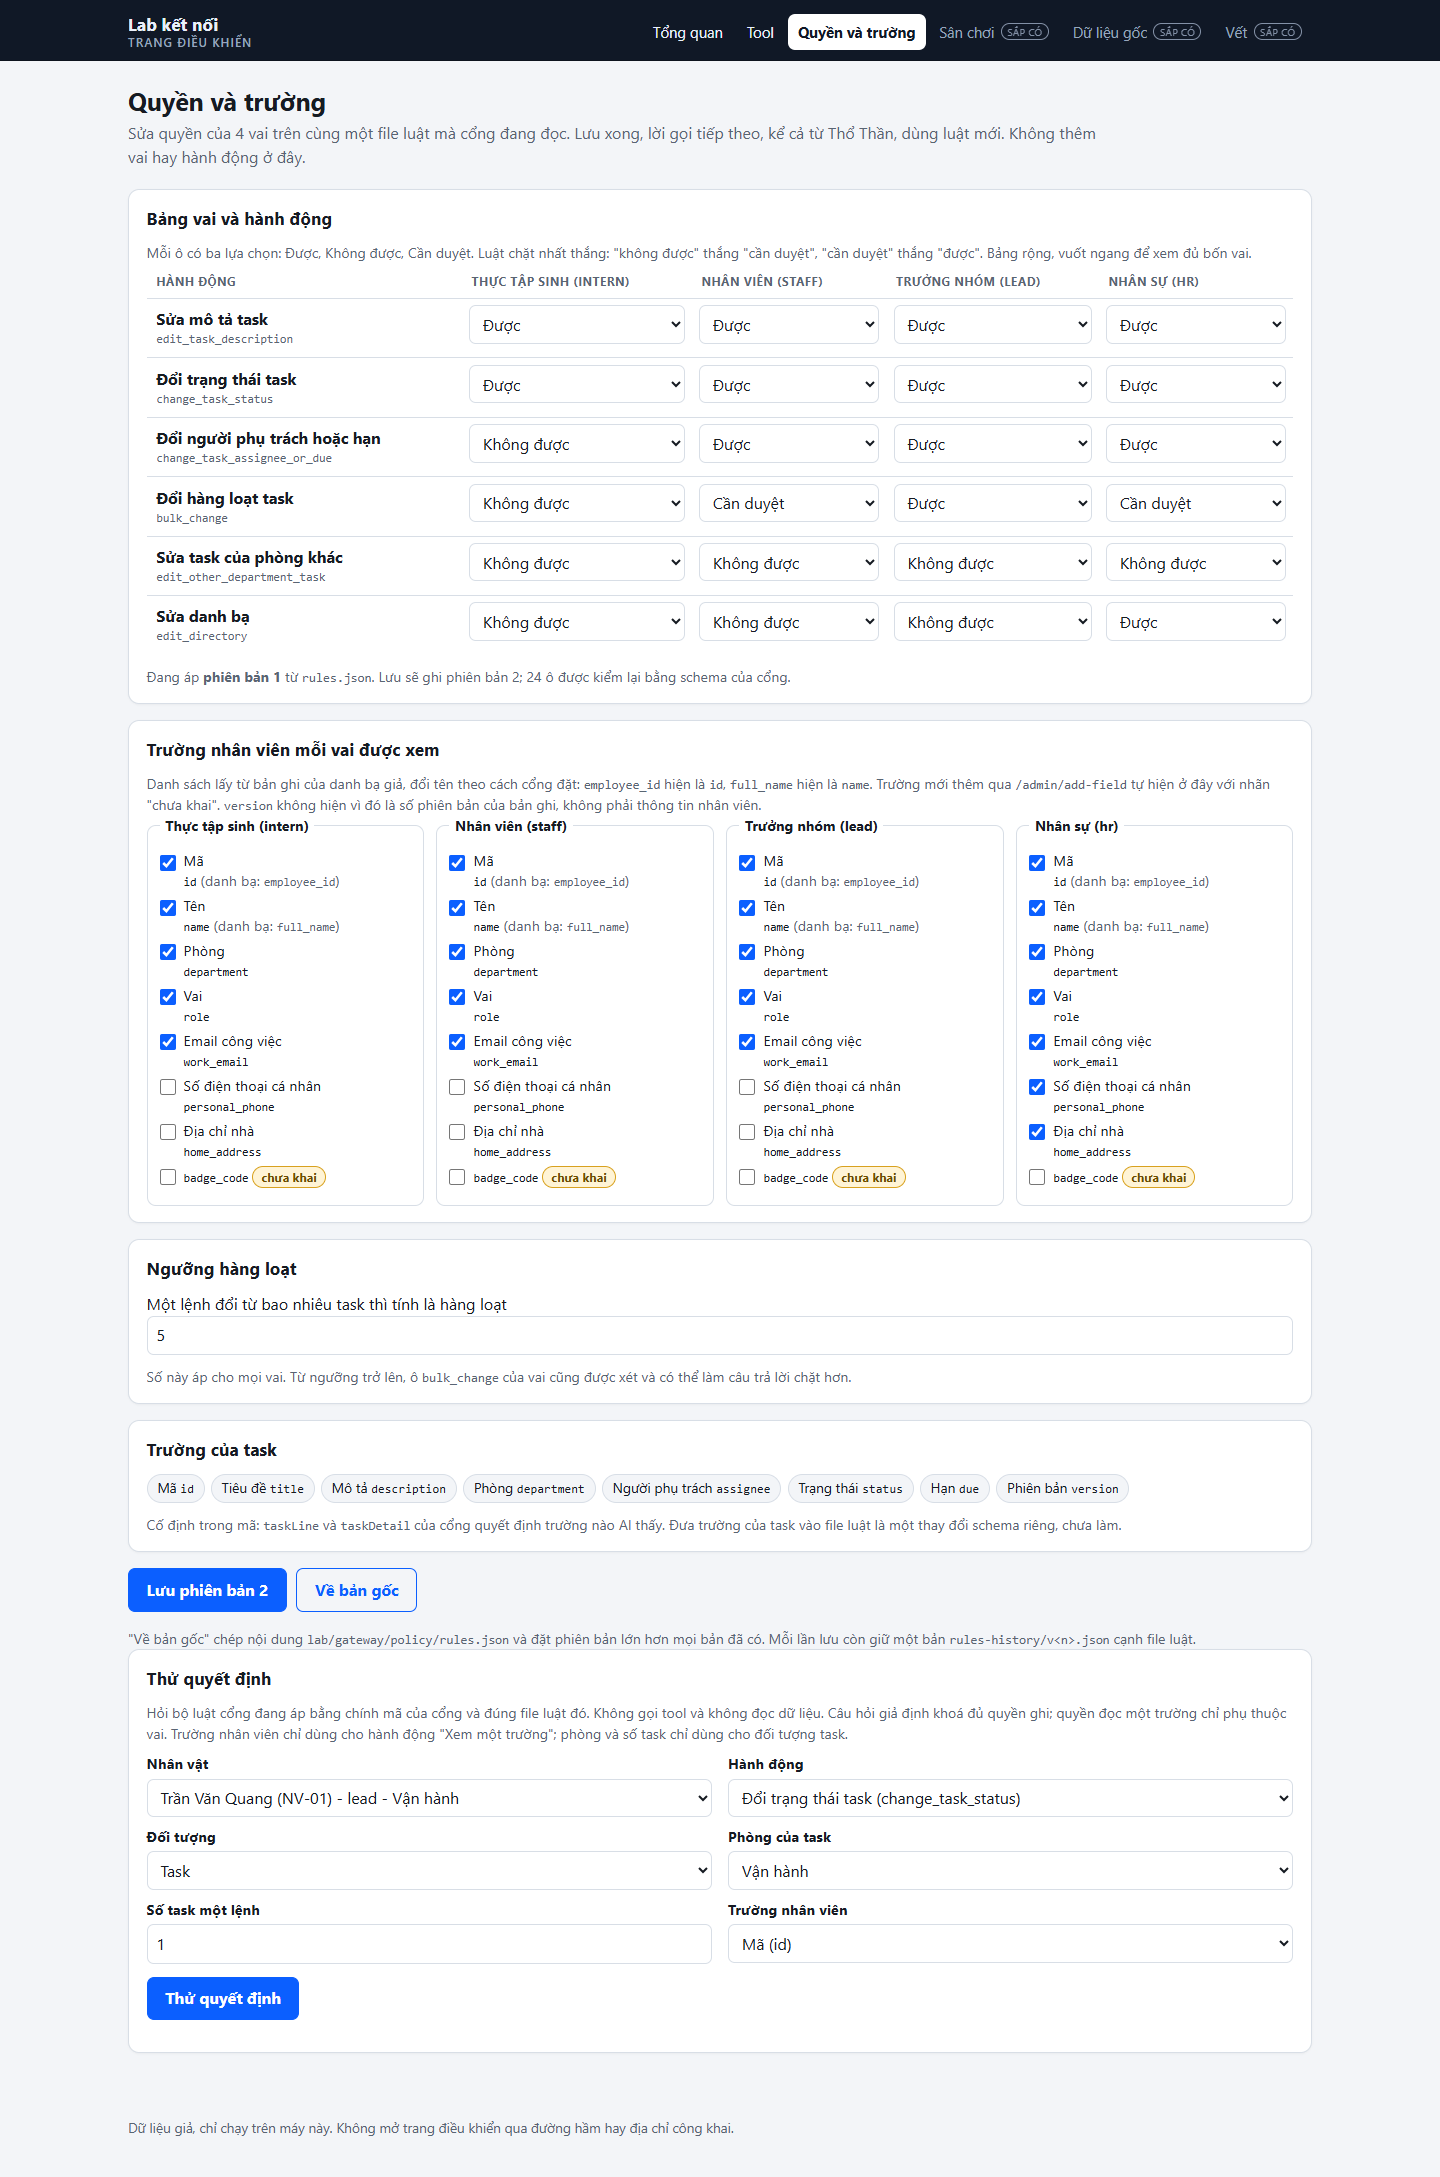 Lab kết nối
TRANG ĐIỀU KHIỂN
Tổng quan
Tool
Quyền và trường
Sân chơi SẮP CÓ
Dữ liệu gốc SẮP CÓ
Vết SẮP CÓ
Quyền và trường
Sửa quyền của 4 vai trên cùng một file luật mà cổng đang đọc. Lưu xong, lời gọi tiếp theo, kể cả từ Thổ Thần, dùng luật mới. Không thêm
vai hay hành động ở đây.
Bảng vai và hành động
Mỗi ô có ba lựa chọn: Được, Không được, Cần duyệt. Luật chặt nhất thắng: "không được" thắng "cần duyệt", "cần duyệt" thắng "được". Bảng rộng, vuốt ngang để xem đủ bốn vai.
HÀNH ĐỘNG THỰC TẬP SINH (INTERN) NHÂN VIÊN (STAFF) TRƯỞNG NHÓM (LEAD) NHÂN SỰ (HR)
Sửa mô tả task
edit_task_description
Được Được Được Được
Đổi trạng thái task
change_task_status
Được Được Được Được
Đổi người phụ trách hoặc hạn
change_task_assignee_or_due
Không được Được Được Được
Đổi hàng loạt task
bulk_change
Không được Cần duyệt Được Cần duyệt
Sửa task của phòng khác
edit_other_department_task
Không được Không được Không được Không được
Sửa danh bạ
edit_directory
Không được Không được Không được Được
Đang áp phiên bản 1 từ rules.json. Lưu sẽ ghi phiên bản 2; 24 ô được kiểm lại bằng schema của cổng.
Trường nhân viên mỗi vai được xem
Danh sách lấy từ bản ghi của danh bạ giả, đổi tên theo cách cổng đặt: employee_id hiện là id, full_name hiện là name. Trường mới thêm qua /admin/add-field tự hiện ở đây với nhãn
"chưa khai". version không hiện vì đó là số phiên bản của bản ghi, không phải thông tin nhân viên.
Thực tập sinh (intern)
Mã
id (danh bạ: employee_id)
Tên
name (danh bạ: full_name)
Phòng
department
Vai
role
Email công việc
work_email
Số điện thoại cá nhân
personal_phone
Địa chỉ nhà
home_address
badge_code chưa khai
Nhân viên (staff)
Mã
id (danh bạ: employee_id)
Tên
name (danh bạ: full_name)
Phòng
department
Vai
role
Email công việc
work_email
Số điện thoại cá nhân
personal_phone
Địa chỉ nhà
home_address
badge_code chưa khai
Trưởng nhóm (lead)
Mã
id (danh bạ: employee_id)
Tên
name (danh bạ: full_name)
Phòng
department
Vai
role
Email công việc
work_email
Số điện thoại cá nhân
personal_phone
Địa chỉ nhà
home_address
badge_code chưa khai
Nhân sự (hr)
Mã
id (danh bạ: employee_id)
Tên
name (danh bạ: full_name)
Phòng
department
Vai
role
Email công việc
work_email
Số điện thoại cá nhân
personal_phone
Địa chỉ nhà
home_address
badge_code chưa khai
Ngưỡng hàng loạt
Một lệnh đổi từ bao nhiêu task thì tính là hàng loạt
5
Số này áp cho mọi vai. Từ ngưỡng trở lên, ô bulk_change của vai cũng được xét và có thể làm câu trả lời chặt hơn.
Trường của task
Mã id
Tiêu đề title
Mô tả description
Phòng department
Người phụ trách assignee
Trạng thái status
Hạn due
Phiên bản version
Cố định trong mã: taskLine và taskDetail của cổng quyết định trường nào AI thấy. Đưa trường của task vào file luật là một thay đổi schema riêng, chưa làm.
Lưu phiên bản 2
Về bản gốc
"Về bản gốc" chép nội dung lab/gateway/policy/rules.json và đặt phiên bản lớn hơn mọi bản đã có. Mỗi lần lưu còn giữ một bản rules-history/v<n>.json cạnh file luật.
Thử quyết định
Hỏi bộ luật cổng đang áp bằng chính mã của cổng và đúng file luật đó. Không gọi tool và không đọc dữ liệu. Câu hỏi giả định khoá đủ quyền ghi; quyền đọc một trường chỉ phụ thuộc
vai. Trường nhân viên chỉ dùng cho hành động "Xem một trường"; phòng và số task chỉ dùng cho đối tượng task.
Nhân vật
Trần Văn Quang (NV-01) - lead - Vận hành
Hành động
Đổi trạng thái task (change_task_status)
Đối tượng
Task
Phòng của task
Vận hành
Số task một lệnh
1
Trường nhân viên
Mã (id)
Thử quyết định
Dữ liệu giả, chỉ chạy trên máy này. Không mở trang điều khiển qua đường hầm hay địa chỉ công khai.